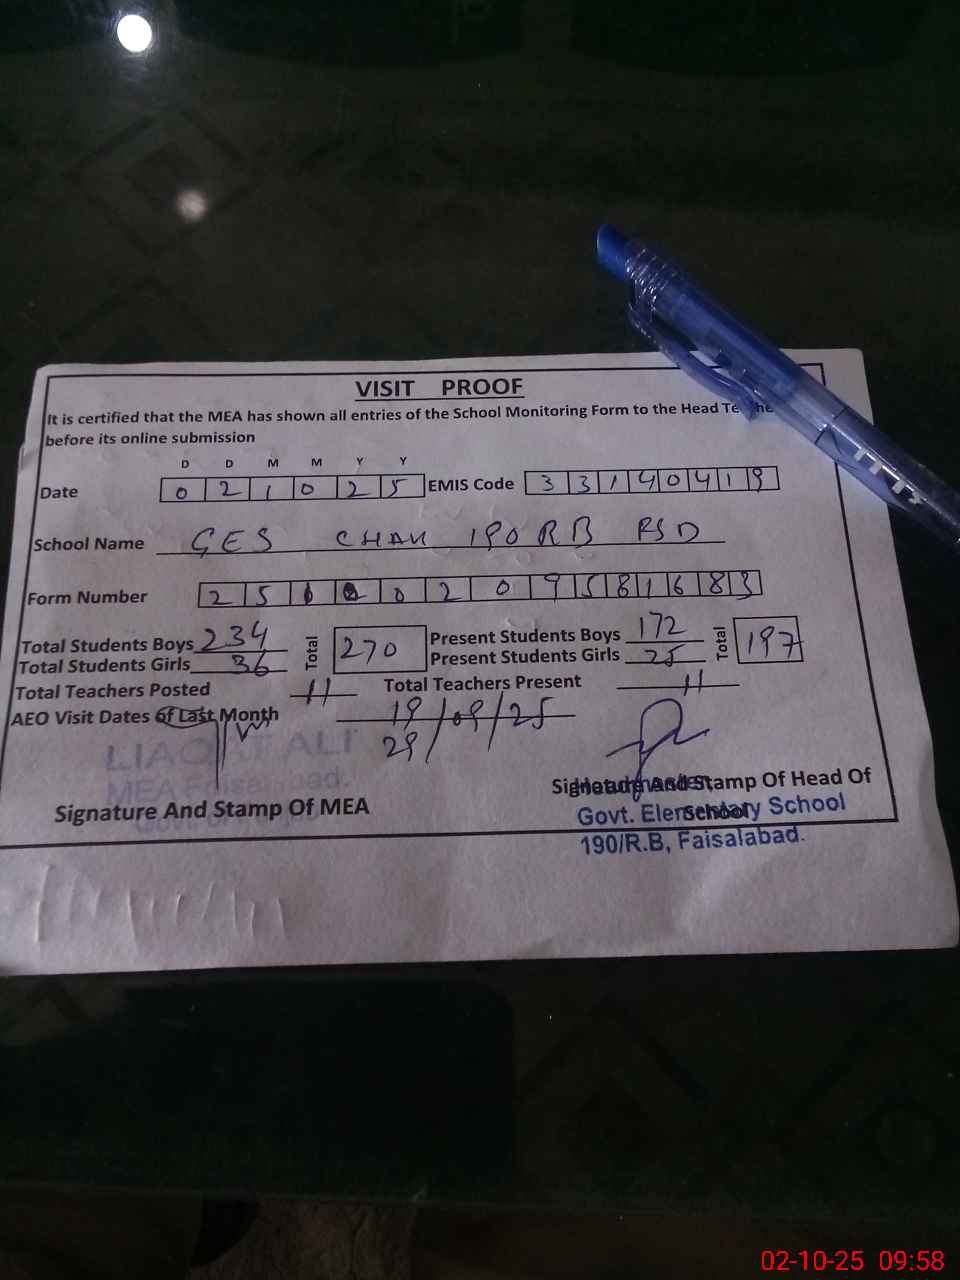 VISIT PROOF
It is certified that the MEA has shown all entries of the School Monitoring Form to the Head Te he
before its online submission
D D M M Y Y
Date 0 2 1 0 2 5 EMIS Code 3 3 1 4 0 4 1 9
School Name GES CHAK 190 RB FSD
Form Number 2 5 1 0 0 2 0 9 5 8 1 6 8 3
Total Students Boys 234 Total 270 Present Students Boys 172 Total 197
Total Students Girls 36 Present Students Girls 25
Total Teachers Posted 11 Total Teachers Present 11
AEO Visit Dates of Last Month 19/09/25
29
LIAQAT ALI
MEA Faisalabad.
Signature And Stamp Of MEA
Signature And Stamp Of Head Of
School
Headmaster
Govt. Elementary School
190/R.B, Faisalabad.
02-10-25 09:58